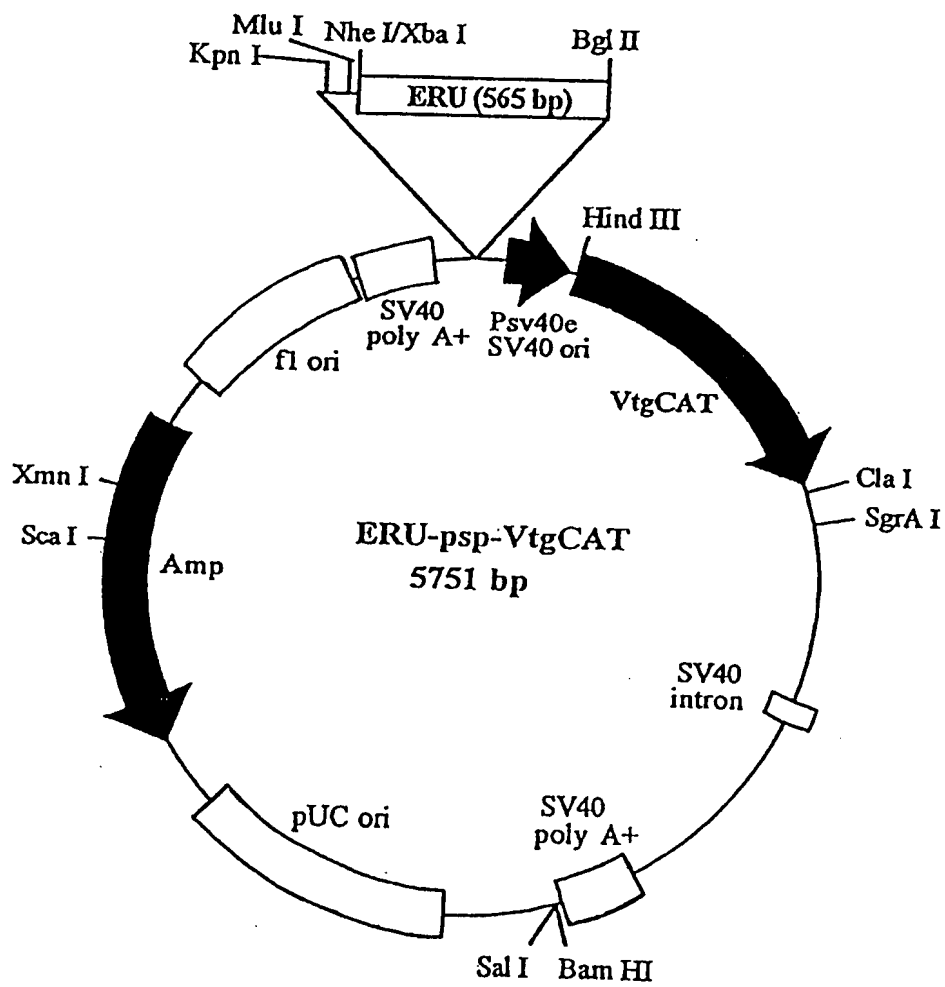 Mlu I
Nhe I/Xba I
Bgl II
Kpn I
ERU (565 bp)
Hind III
SV40
poly A+
Psv40e
SV40 ori
f1 ori
VtgCAT
Xmn I
Cla I
Sca I
SgrA I
Amp
ERU-psp-VtgCAT
5751 bp
SV40
intron
SV40
poly A+
pUC ori
Sal I
Bam HI